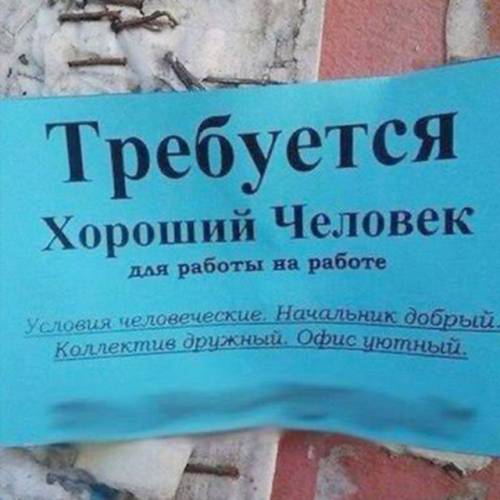 Требуется
Хороший Человек
для работы на работе
Условия человеческие. Начальник добрый.
Коллектив дружный. Офис уютный.